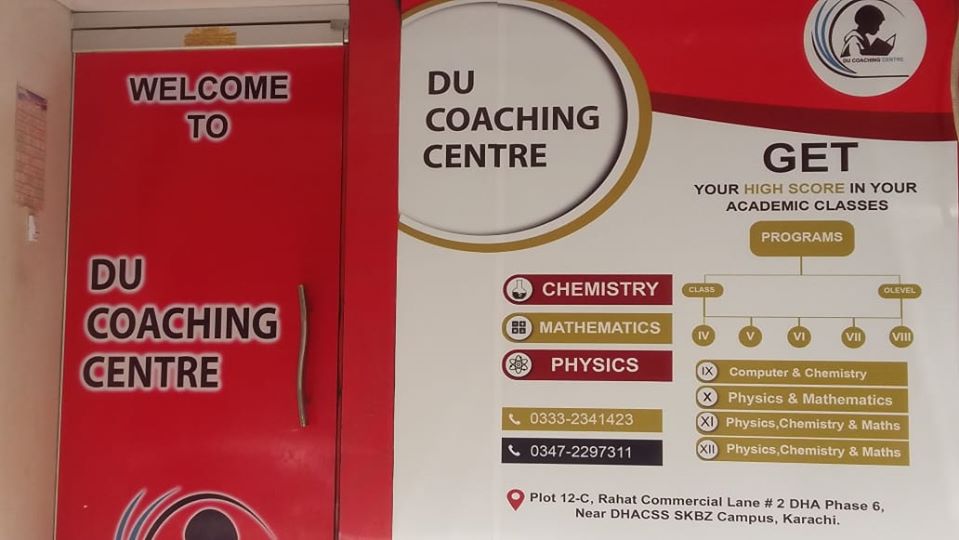 WELCOME
TO
DU
COACHING
CENTRE
DU
COACHING
CENTRE
DU COACHING CENTRE
GET
YOUR HIGH SCORE IN YOUR
ACADEMIC CLASSES
PROGRAMS
CLASS
OLEVEL
IV
V
VI
VII
VIII
CHEMISTRY
MATHEMATICS
PHYSICS
IX Computer & Chemistry
X Physics & Mathematics
XI Physics,Chemistry & Maths
XII Physics,Chemistry & Maths
0333-2341423
0347-2297311
Plot 12-C, Rahat Commercial Lane # 2 DHA Phase 6,
Near DHACSS SKBZ Campus, Karachi.